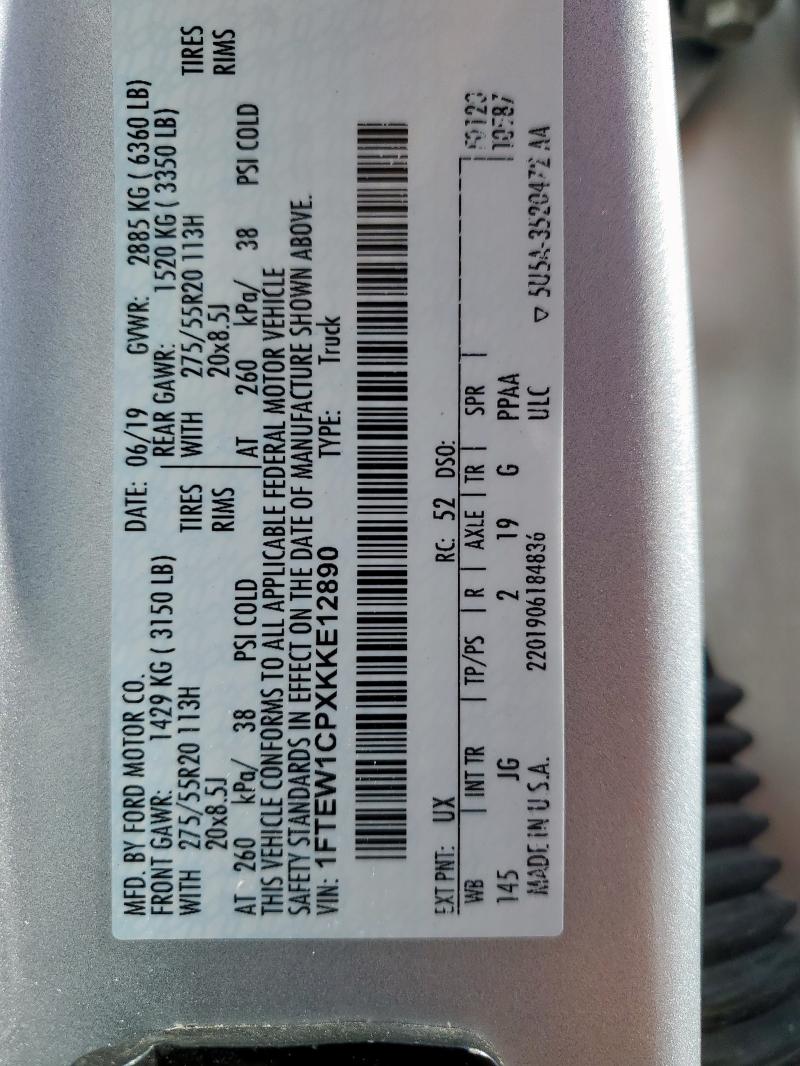 MFD. BY FORD MOTOR CO. DATE: 06/19 GVWR: 2885 KG ( 6360 LB)
FRONT GAWR: 1429 KG ( 3150 LB) REAR GAWR: 1520 KG ( 3350 LB)
WITH 275/55R20 113H TIRES WITH 275/55R20 113H TIRES
20x8.5J RIMS 20x8.5J RIMS
AT 260 kPa/ 38 PSI COLD AT 260 kPa/ 38 PSI COLD
THIS VEHICLE CONFORMS TO ALL APPLICABLE FEDERAL MOTOR VEHICLE
SAFETY STANDARDS IN EFFECT ON THE DATE OF MANUFACTURE SHOWN ABOVE.
VIN: 1FTEW1CPXKKE12890 TYPE: Truck
EXT PNT: UX RC: 52 DSO:
WB INT TR TP/PS R AXLE TR SPR
145 JG 2 19 G PPAA
MADE IN U.S.A. 2201906184836 ULC 5U5A-3520472 AA